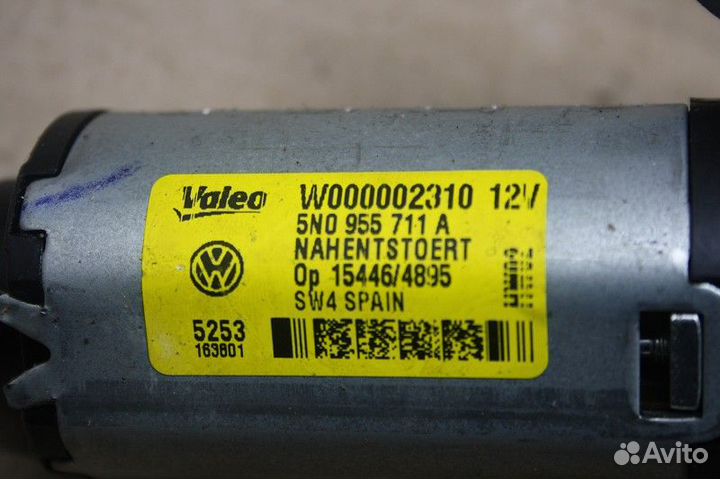 Valeo W000002310 12V
5N0 955 711 A
NAHENTSTOERT
Op 15446/4895
SW4 SPAIN
5253
163801
Avito